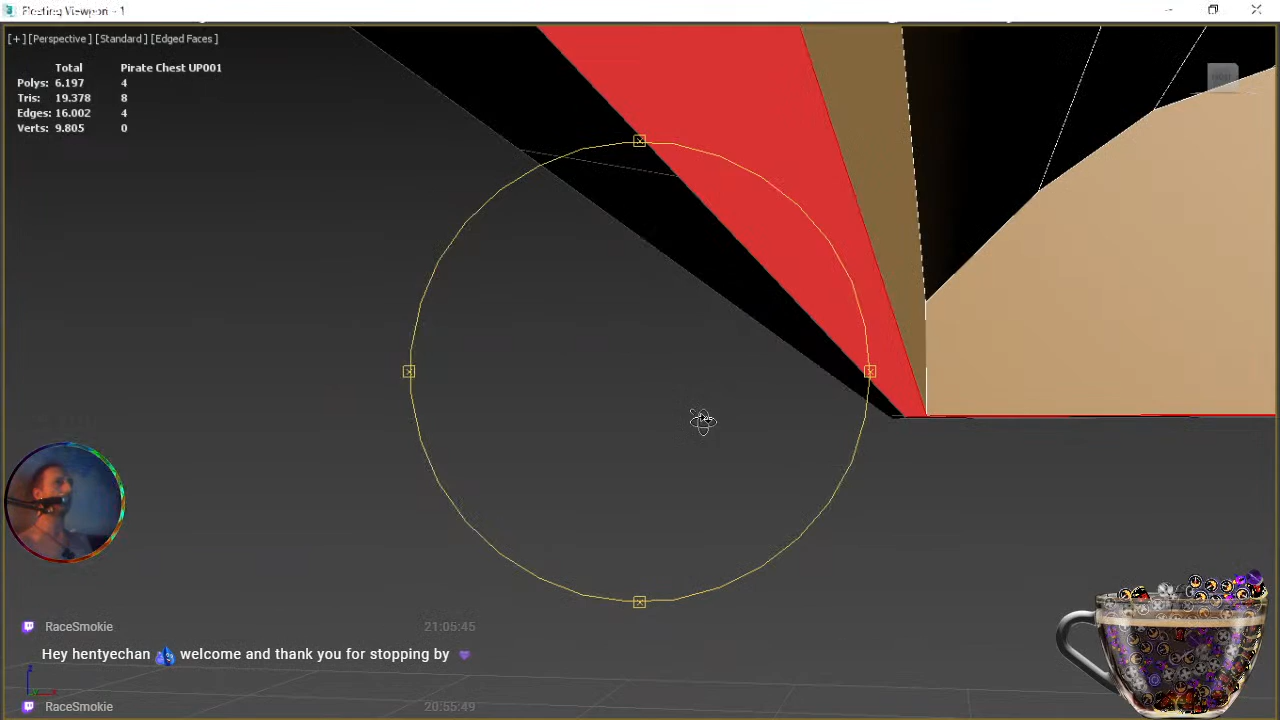 Floating Viewport - 1
[+] [Perspective] [Standard] [Edged Faces]
Total Pirate Chest UP001
Polys: 6.197 4
Tris: 19.378 8
Edges: 16.002 4
Verts: 9.805 0
RaceSmokie 21:05:45
Hey hentyechan welcome and thank you for stopping by
RaceSmokie 20:55:49